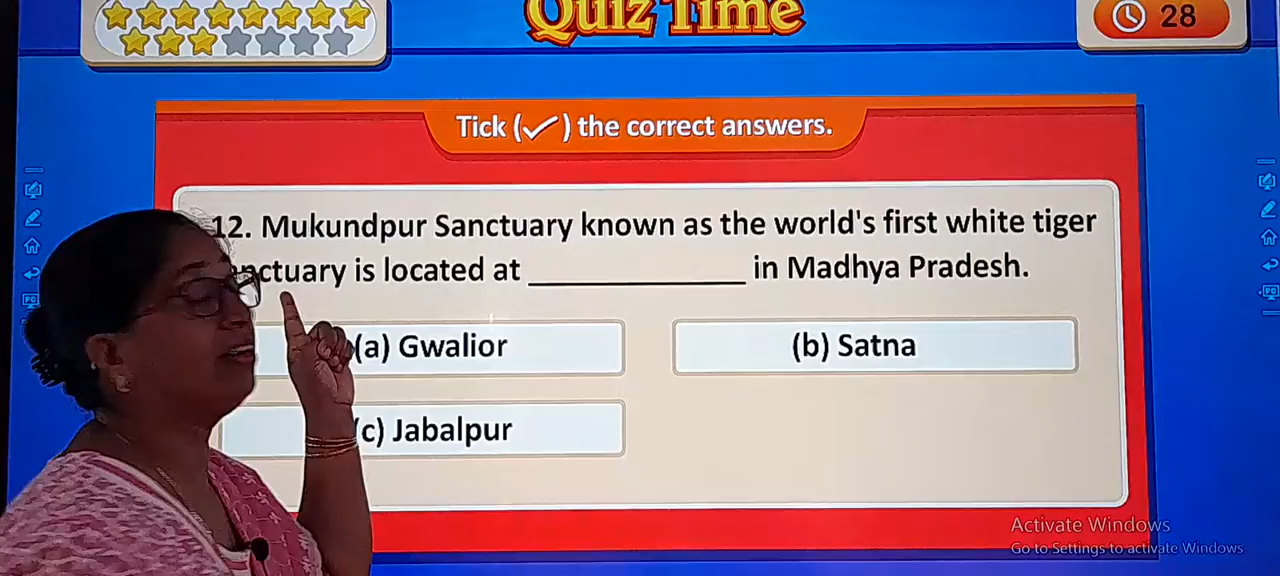 Quiz Time
28
Tick (✓) the correct answers.
12. Mukundpur Sanctuary known as the world's first white tiger
is located at ____________ in Madhya Pradesh.
(a) Gwalior
(b) Satna
(c) Jabalpur
Activate Windows
Go to Settings to activate Windows.